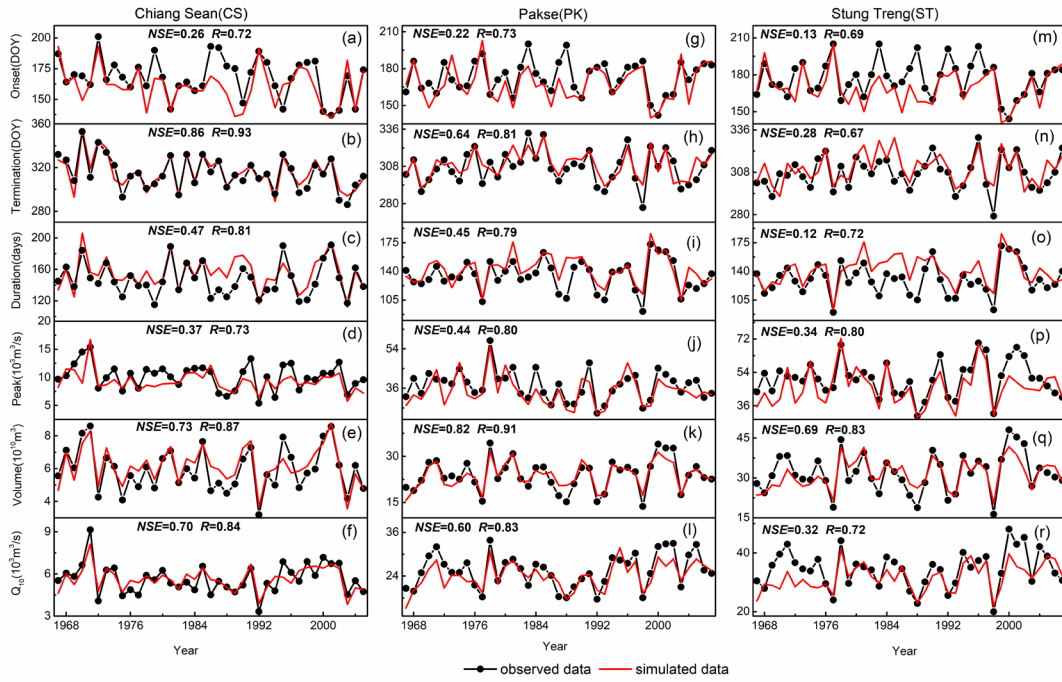 Chiang Sean(CS) Pakse(PK) Stung Treng(ST)
Onset(DOY) 200 150 NSE=0.26 R=0.72 (a) 210 180 150 NSE=0.22 R=0.73 (g) 210 180 150 NSE=0.13 R=0.69 (m)
Termination(DOY) 360 320 280 NSE=0.86 R=0.93 (b) 336 308 280 NSE=0.64 R=0.81 (h) 336 308 280 NSE=0.28 R=0.67 (n)
Duration(days) 200 160 120 NSE=0.47 R=0.81 (c) 175 140 105 NSE=0.45 R=0.79 (i) 175 140 105 NSE=0.12 R=0.72 (o)
Peak(10³m³/s) 20 15 10 5 NSE=0.37 R=0.73 (d) 54 36 NSE=0.44 R=0.80 (j) 72 54 36 NSE=0.34 R=0.80 (p)
Volume(10¹⁰m³) 8 6 4 NSE=0.73 R=0.87 (e) 30 15 NSE=0.82 R=0.91 (k) 45 30 15 NSE=0.69 R=0.83 (q)
Q₁₀(10³m³/s) 9 6 3 NSE=0.70 R=0.84 (f) 36 24 NSE=0.60 R=0.83 (l) 40 20 NSE=0.32 R=0.72 (r)
1968 1976 1984 1992 2000 1968 1976 1984 1992 2000 1968 1976 1984 1992 2000
Year Year Year
observed data simulated data